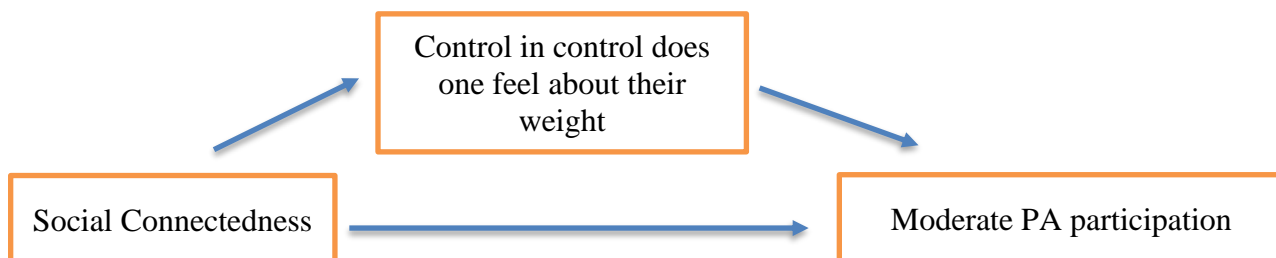 Control in control does
one feel about their
weight
Social Connectedness
Moderate PA participation